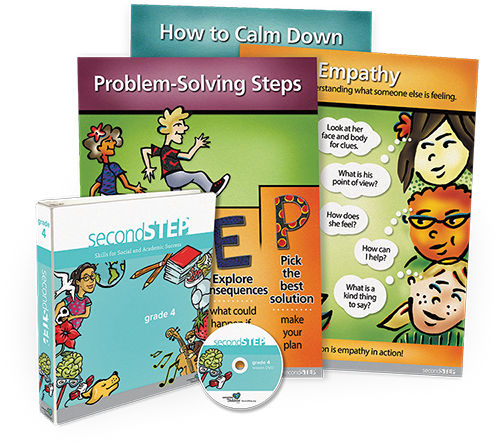 How to Calm Down
Problem-Solving Steps
Empathy
derstanding what someone else is feeling.
Look at her
face and body
for clues.
What is his
point of view?
How does
she feel?
How can
I help?
What is a
kind thing
to say?
on is empathy in action!
secondSTEP
E
P
Explore
nsequences
what could
happen if
Pick
the
best
solution
make
your
plan
secondSTEP
secondSTEP
Skills for Social and Academic Success
grade 4
grade
4
secondSTEP
secondSTEP
grade 4